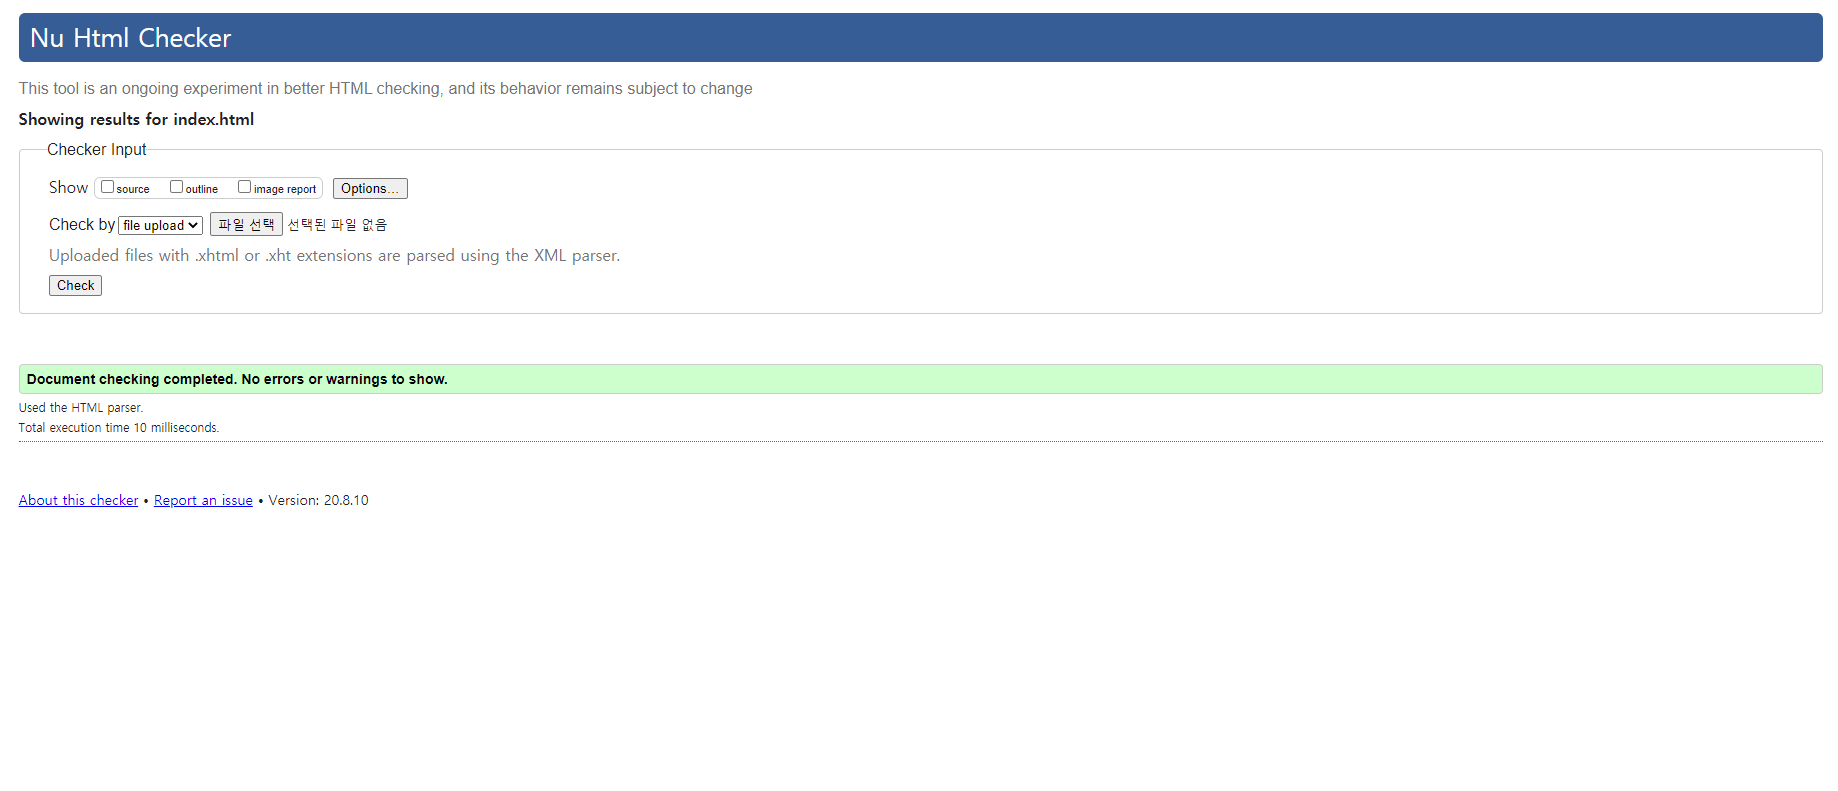 Nu Html Checker
This tool is an ongoing experiment in better HTML checking, and its behavior remains subject to change
Showing results for index.html
Checker Input
Show source outline image report Options...
Check by file upload 파일 선택 선택된 파일 없음
Uploaded files with .xhtml or .xht extensions are parsed using the XML parser.
Check
Document checking completed. No errors or warnings to show.
Used the HTML parser.
Total execution time 10 milliseconds.
About this checker • Report an issue • Version: 20.8.10